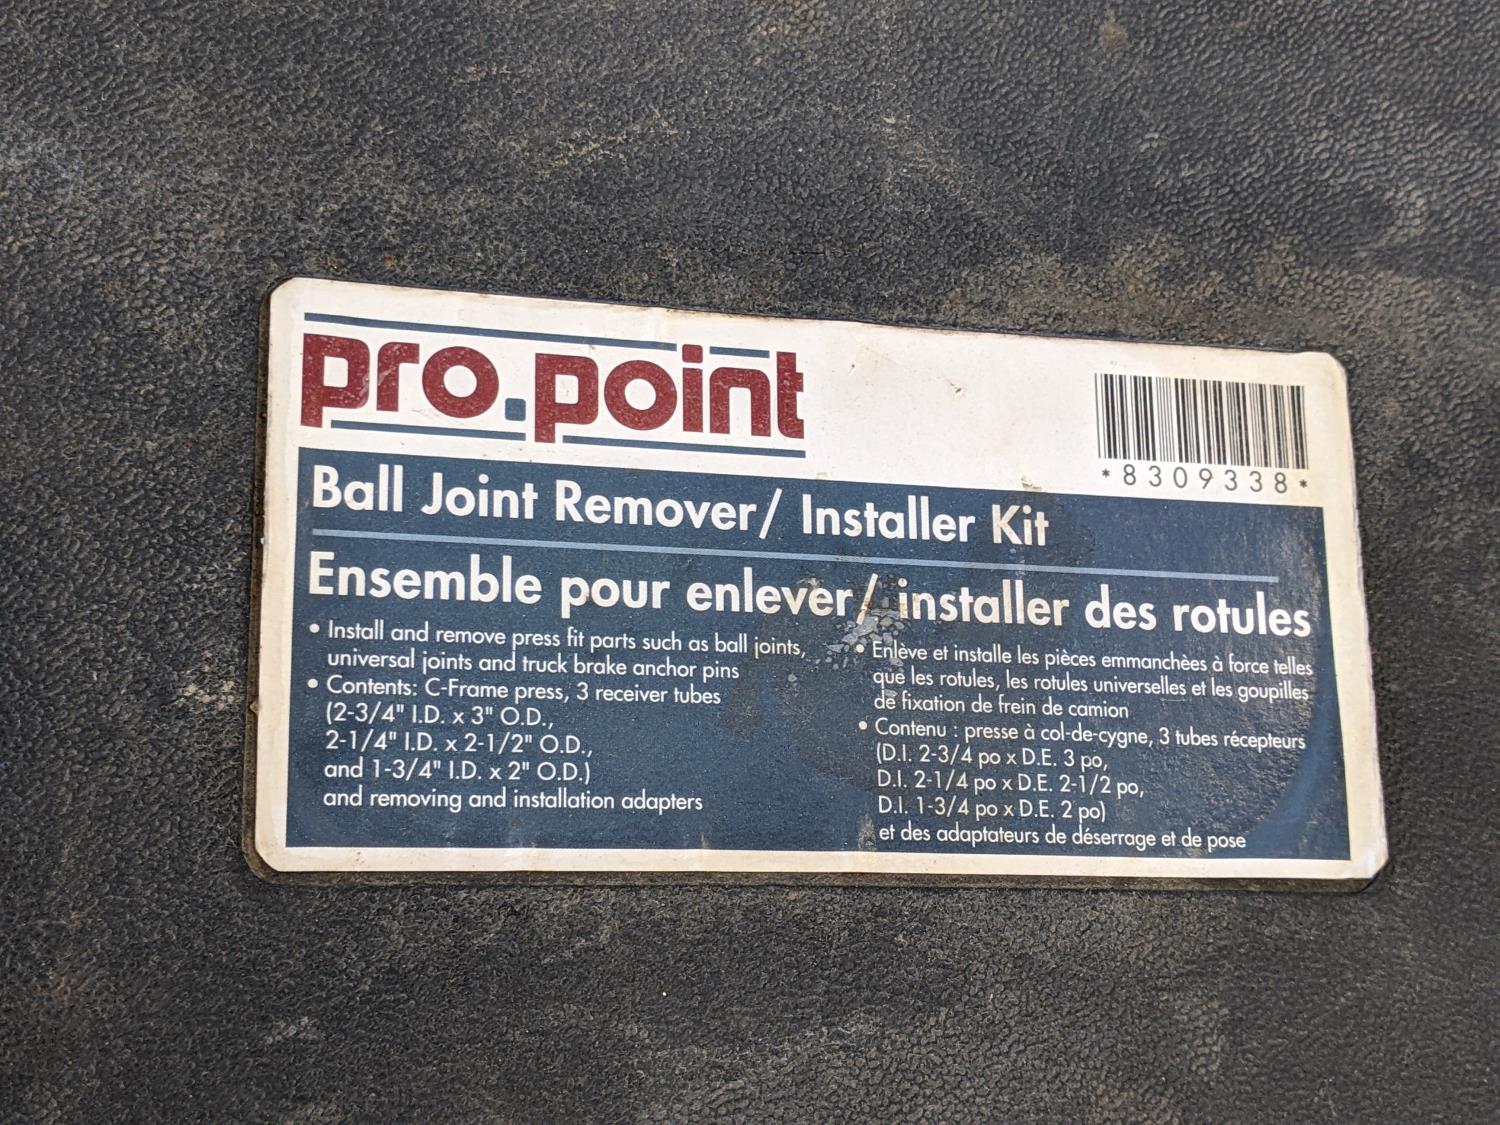 pro.point
*8309338*
Ball Joint Remover/ Installer Kit
Ensemble pour enlever/ installer des rotules
• Install and remove press fit parts such as ball joints,
universal joints and truck brake anchor pins
• Contents: C-Frame press, 3 receiver tubes
(2-3/4" I.D. x 3" O.D.,
2-1/4" I.D. x 2-1/2" O.D.,
and 1-3/4" I.D. x 2" O.D.)
and removing and installation adapters
• Enlève et installe les pièces emmanchèes à force telles
que les rotules, les rotules universelles et les goupilles
de fixation de frein de camion
• Contenu : presse à col-de-cygne, 3 tubes récepteurs
(D.I. 2-3/4 po x D.E. 3 po,
D.I. 2-1/4 po x D.E. 2-1/2 po,
D.I. 1-3/4 po x D.E. 2 po)
et des adaptateurs de déserrage et de pose